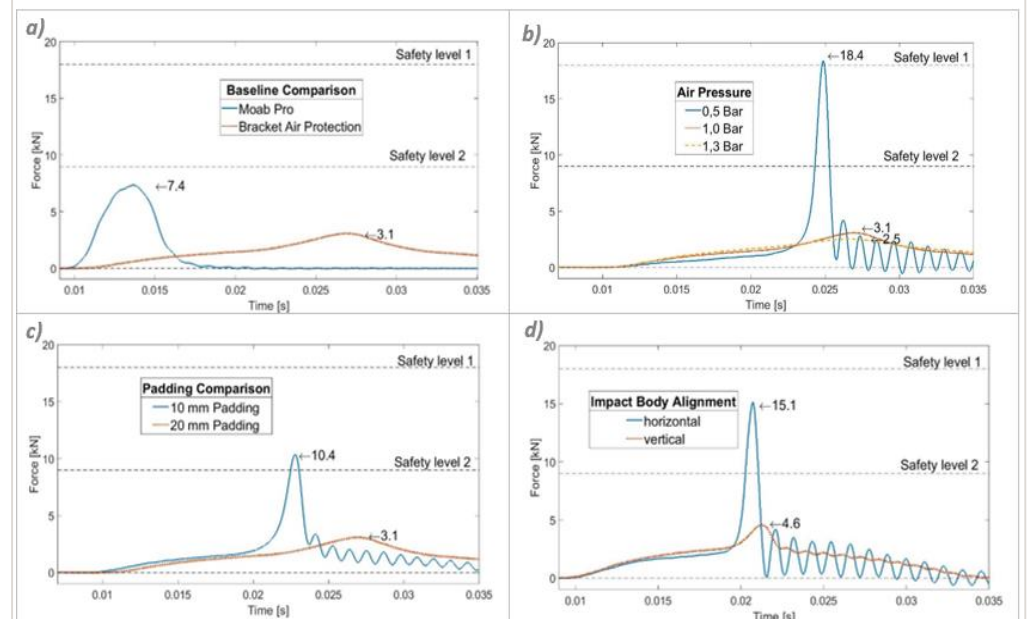 a)
20
Safety level 1
15
Baseline Comparison
Moab Pro
Bracket Air Protection
10
Safety level 2
←7.4
5
←3.1
0
Force [kN]
0.01 0.015 0.02 0.025 0.03 0.035
Time [s]
b)
20
←18.4
Safety level 1
15
Air Pressure
0,5 Bar
1,0 Bar
1,3 Bar
10
Safety level 2
5
←3.1
←2.5
0
Force [kN]
0.01 0.015 0.02 0.025 0.03 0.035
Time [s]
c)
20
Safety level 1
15
Padding Comparison
10 mm Padding
20 mm Padding
10
←10.4
Safety level 2
5
←3.1
0
Force [kN]
0.01 0.015 0.02 0.025 0.03 0.035
Time [s]
d)
20
Safety level 1
15
←15.1
Impact Body Alignment
horizontal
vertical
10
Safety level 2
5
←4.6
0
Force [kN]
0.01 0.015 0.02 0.025 0.03 0.035
Time [s]